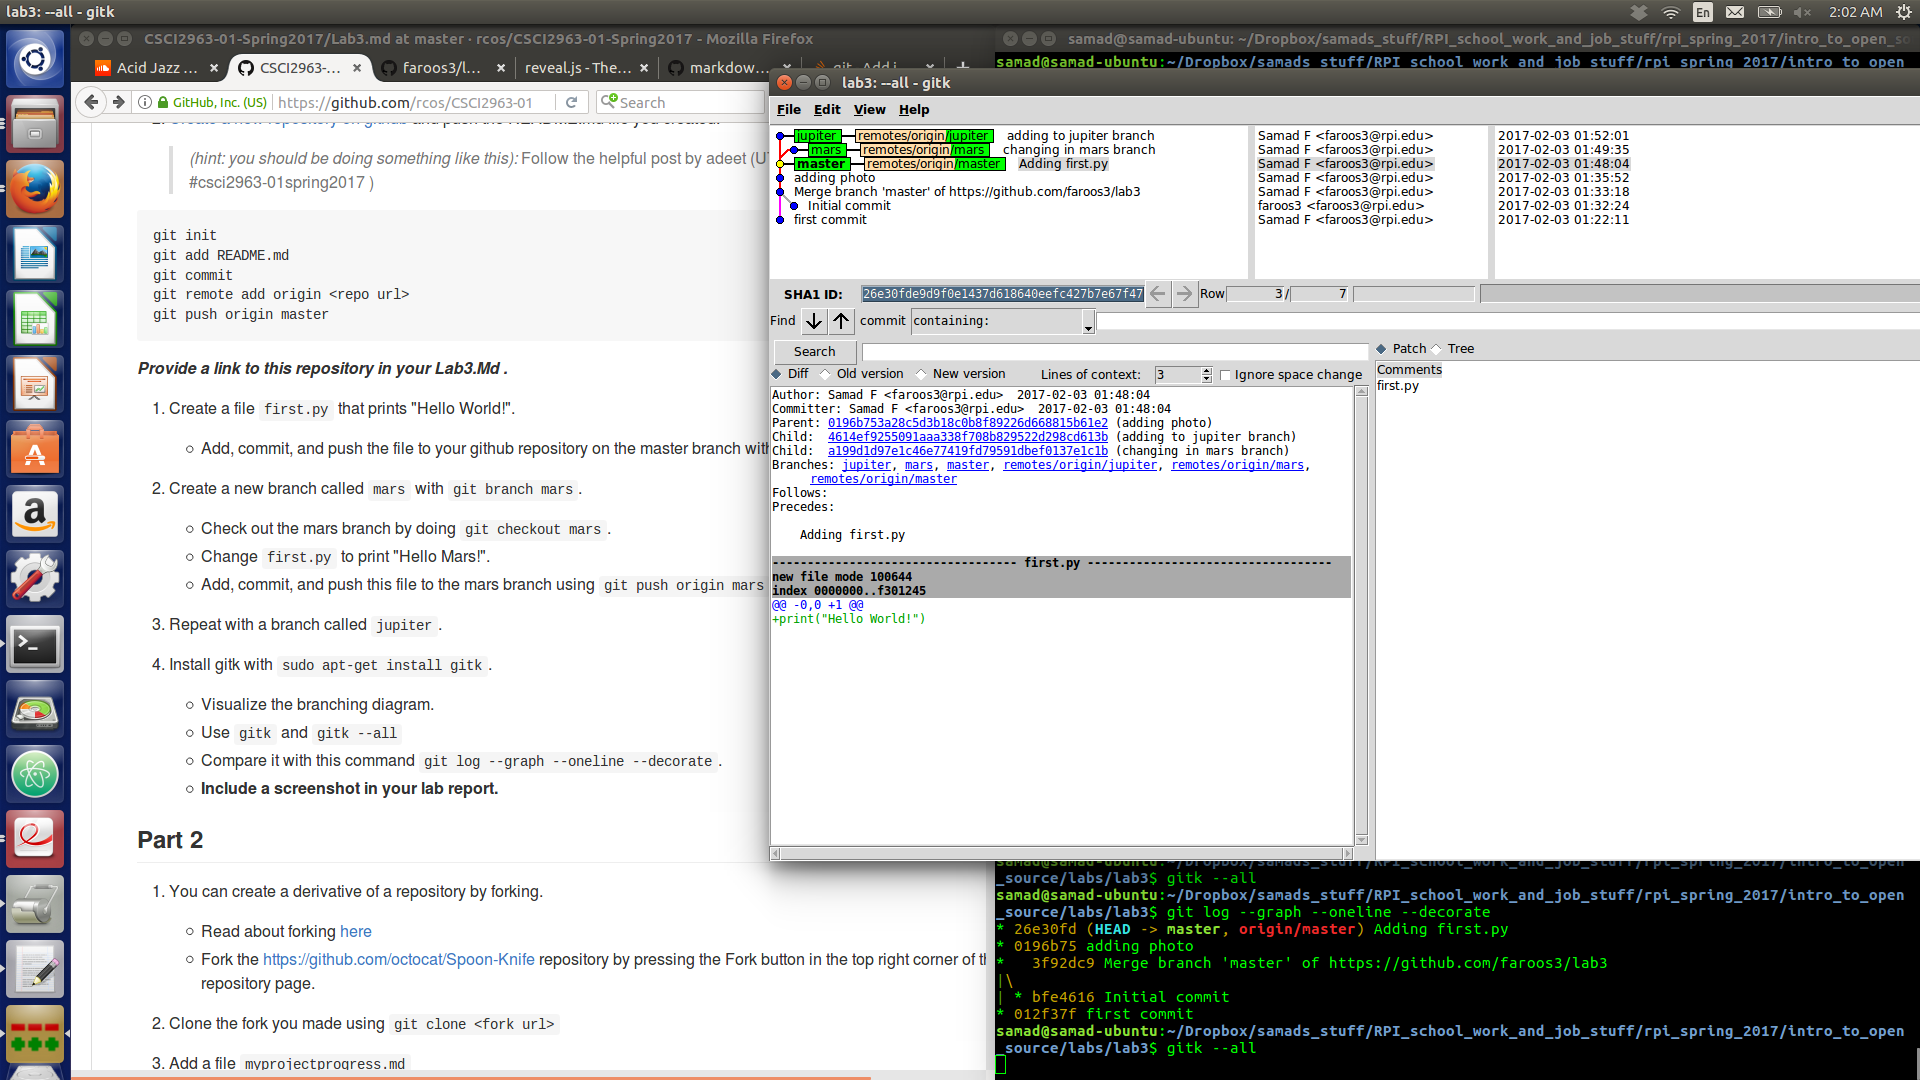 lab3: --all - gitk
En
2:02 AM
CSCI2963-01-Spring2017/Lab3.md at master · rcos/CSCI2963-01-Spring2017 - Mozilla Firefox
Acid Jazz ... ×
CSCI2963-... ×
faroos3/l... ×
reveal.js - The... ×
markdow...
GitHub, Inc. (US)
https://github.com/rcos/CSCI2963-01
Search
(hint: you should be doing something like this): Follow the helpful post by adeet (U
#csci2963-01spring2017 )
git init
git add README.md
git commit
git remote add origin <repo url>
git push origin master
Provide a link to this repository in your Lab3.Md .
1. Create a file first.py that prints "Hello World!".
Add, commit, and push the file to your github repository on the master branch with
2. Create a new branch called mars with git branch mars .
Check out the mars branch by doing git checkout mars .
Change first.py to print "Hello Mars!".
Add, commit, and push this file to the mars branch using git push origin mars
3. Repeat with a branch called jupiter .
4. Install gitk with sudo apt-get install gitk .
Visualize the branching diagram.
Use gitk and gitk --all
Compare it with this command git log --graph --oneline --decorate .
Include a screenshot in your lab report.
Part 2
1. You can create a derivative of a repository by forking.
Read about forking here
Fork the https://github.com/octocat/Spoon-Knife repository by pressing the Fork button in the top right corner of th
repository page.
2. Clone the fork you made using git clone <fork url>
3. Add a file myprojectprogress.md
samad@samad-ubuntu: ~/Dropbox/samads_stuff/RPI_school_work_and_job_stuff/rpi_spring_2017/intro_to_open_so
samad@samad-ubuntu:~/Dropbox/samads_stuff/RPI_school_work_and_job_stuff/rpi_spring_2017/intro_to_open
lab3: --all - gitk
File Edit View Help
jupiter remotes/origin/jupiter adding to jupiter branch Samad F <faroos3@rpi.edu> 2017-02-03 01:52:01
mars remotes/origin/mars changing in mars branch Samad F <faroos3@rpi.edu> 2017-02-03 01:49:35
master remotes/origin/master Adding first.py Samad F <faroos3@rpi.edu> 2017-02-03 01:48:04
adding photo Samad F <faroos3@rpi.edu> 2017-02-03 01:35:52
Merge branch 'master' of https://github.com/faroos3/lab3 Samad F <faroos3@rpi.edu> 2017-02-03 01:33:18
Initial commit faroos3 <faroos3@rpi.edu> 2017-02-03 01:32:24
first commit Samad F <faroos3@rpi.edu> 2017-02-03 01:22:11
SHA1 ID: 26e30fde9d9f0e1437d618640eefc427b7e67f47 Row 3 / 7
Find commit containing:
Search
Diff Old version New version Lines of context: 3 Ignore space change
Patch Tree
Comments
first.py
Author: Samad F <faroos3@rpi.edu> 2017-02-03 01:48:04
Committer: Samad F <faroos3@rpi.edu> 2017-02-03 01:48:04
Parent: 0196b753a28c5d3b18c0b8f89226d668815b61e2 (adding photo)
Child: 4614ef9255091aaa338f708b829522d298cd613b (adding to jupiter branch)
Child: a199d1d97e1c46e77419fd79591dbef0137e1c1b (changing in mars branch)
Branches: jupiter, mars, master, remotes/origin/jupiter, remotes/origin/mars,
remotes/origin/master
Follows:
Precedes:
Adding first.py
---------------------------------- first.py ----------------------------------
new file mode 100644
index 0000000..f301245
@@ -0,0 +1 @@
+print("Hello World!")
samad@samad-ubuntu:~/Dropbox/samads_stuff/RPI_school_work_and_job_stuff/rpi_spring_2017/intro_to_open
_source/labs/lab3$ gitk --all
samad@samad-ubuntu:~/Dropbox/samads_stuff/RPI_school_work_and_job_stuff/rpi_spring_2017/intro_to_open
_source/labs/lab3$ git log --graph --oneline --decorate
* 26e30fd (HEAD -> master, origin/master) Adding first.py
* 0196b75 adding photo
* 3f92dc9 Merge branch 'master' of https://github.com/faroos3/lab3
|\
| * bfe4616 Initial commit
* 012f37f first commit
samad@samad-ubuntu:~/Dropbox/samads_stuff/RPI_school_work_and_job_stuff/rpi_spring_2017/intro_to_open
_source/labs/lab3$ gitk --all